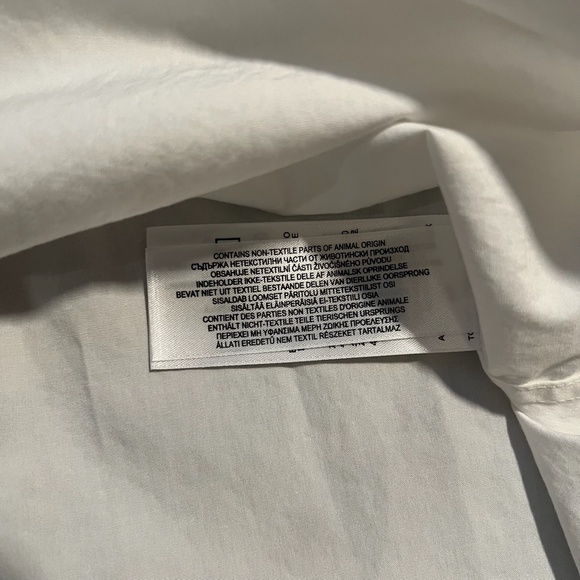 CONTAINS NON-TEXTILE PARTS OF ANIMAL ORIGIN
СЪДЪРЖА НЕТЕКСТИЛНИ ЧАСТИ ОТ ЖИВОТИНСКИ ПРОИЗХОД
OBSAHUJE NETEXTILNÍ ČÁSTI ŽIVOČIŠNÉHO PŮVODU
INDEHOLDER IKKE-TEKSTILE DELE AF ANIMALSK OPRINDELSE
BEVAT NIET UIT TEXTIEL BESTAANDE DELEN VAN DIERLIJKE OORSPRONG
SISALDAB LOOMSET PÄRITOLU MITTETEKSTIILIST OSI
SISÄLTÄÄ ELÄINPERÄISIÄ EI-TEKSTIILI OSIA
CONTIENT DES PARTIES NON TEXTILES D'ORIGINE ANIMALE
ENTHÄLT NICHT-TEXTILE TEILE TIERISCHEN URSPRUNGS
ΠΕΡΙΕΧΕΙ ΜΗ ΥΦΑΝΣΙΜΑ ΜΕΡΗ ΖΩΙΚΗΣ ΠΡΟΕΛΕΥΣΗΣ
ÁLLATI EREDETŰ NEM TEXTIL RÉSZEKET TARTALMAZ